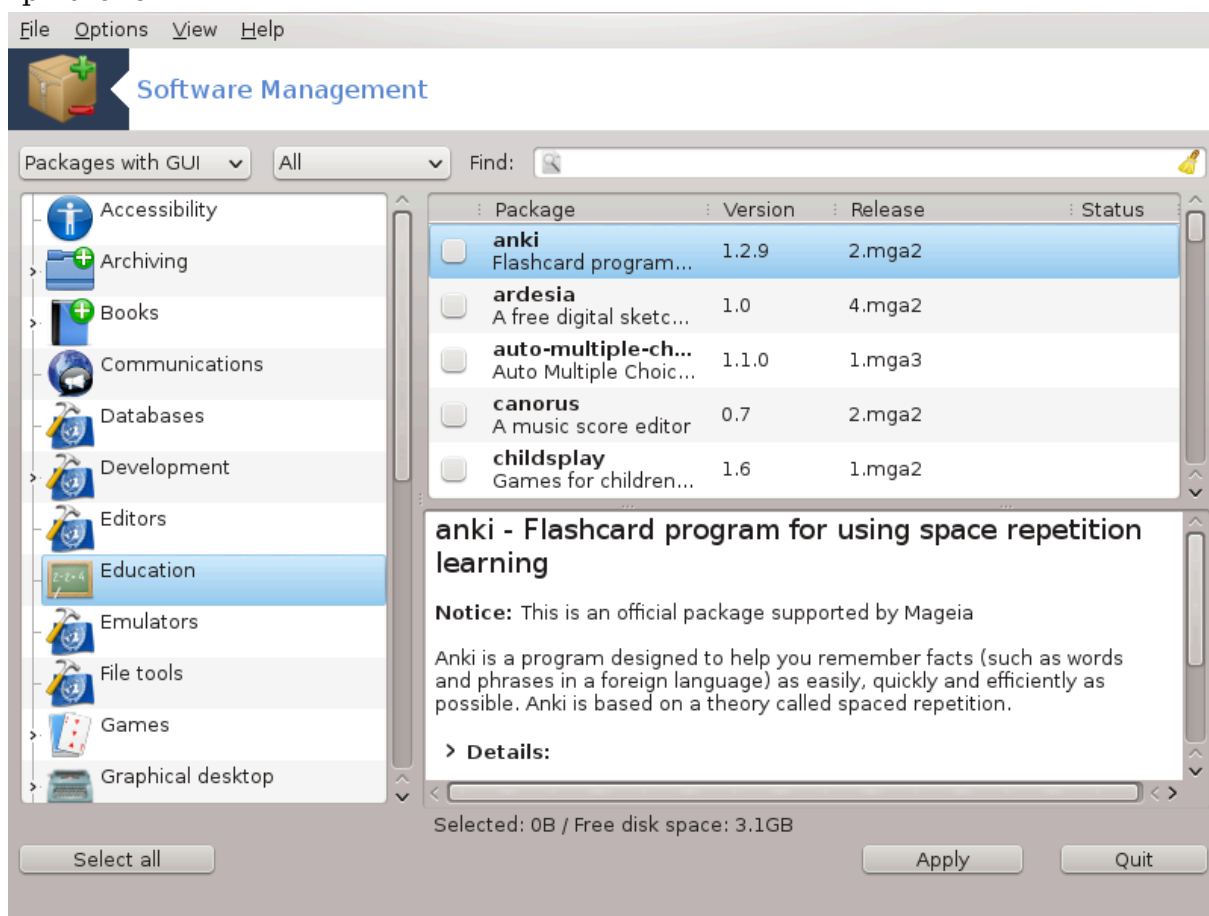 File Options View Help
Software Management
Packages with GUI All Find:
Accessibility
Archiving
Books
Communications
Databases
Development
Editors
Education
Emulators
File tools
Games
Graphical desktop
Package Version Release Status
anki 1.2.9 2.mga2
Flashcard program...
ardesia 1.0 4.mga2
A free digital sketc...
auto-multiple-ch... 1.1.0 1.mga3
Auto Multiple Choic...
canorus 0.7 2.mga2
A music score editor
childsplay 1.6 1.mga2
Games for children...
anki - Flashcard program for using space repetition
learning
Notice: This is an official package supported by Mageia
Anki is a program designed to help you remember facts (such as words
and phrases in a foreign language) as easily, quickly and efficiently as
possible. Anki is based on a theory called spaced repetition.
Details:
Selected: 0B / Free disk space: 3.1GB
Select all Apply Quit